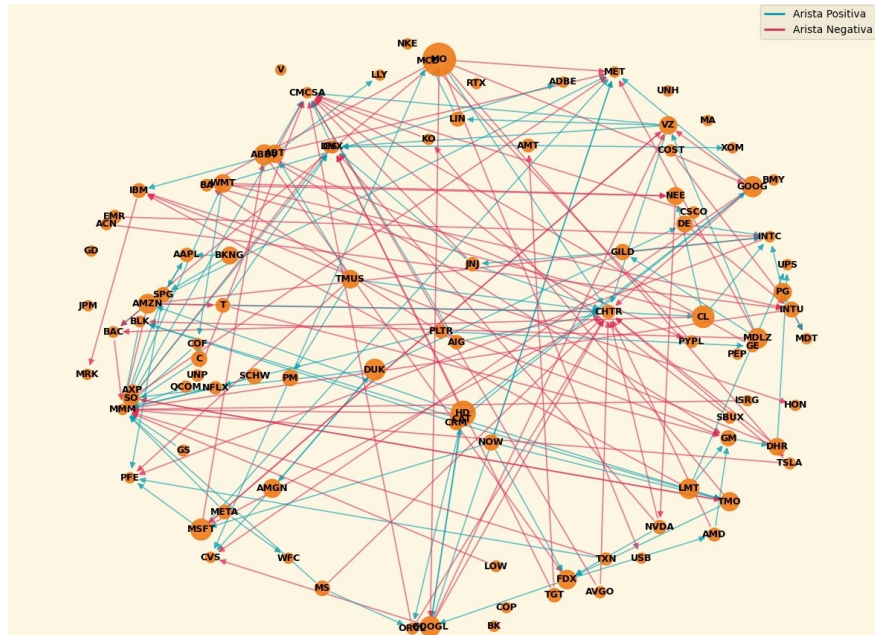 Arista Positiva
Arista Negativa
NKE
MO
V
LLY
RTX
ADBE
MET
UNH
CMCSA
LIN
VZ
MA
KO
AMT
COST
XOM
WMT
BA
IBM
NEE
GOOG
BMY
EMR
ACN
CSCO
DE
INTC
GD
AAPL
BKNG
JNJ
GILD
UPS
TMUS
SPG
PG
JPM
AMZN
T
CHTR
CL
INTU
BLK
BAC
PLTR
AIG
PYPL
MDLZ
GE
PEP
MDT
COF
C
MRK
UNP
QCOM
NFLX
SCHW
PM
DUK
AXP
SO
MMM
HD
CRM
ISRG
HON
SBUX
GS
NOW
GM
DHR
TSLA
PFE
AMGN
LMT
TMO
META
MSFT
NVDA
AMD
CVS
WFC
TXN
USB
LOW
FDX
MS
TGT
AVGO
COP
GOOGL
BK